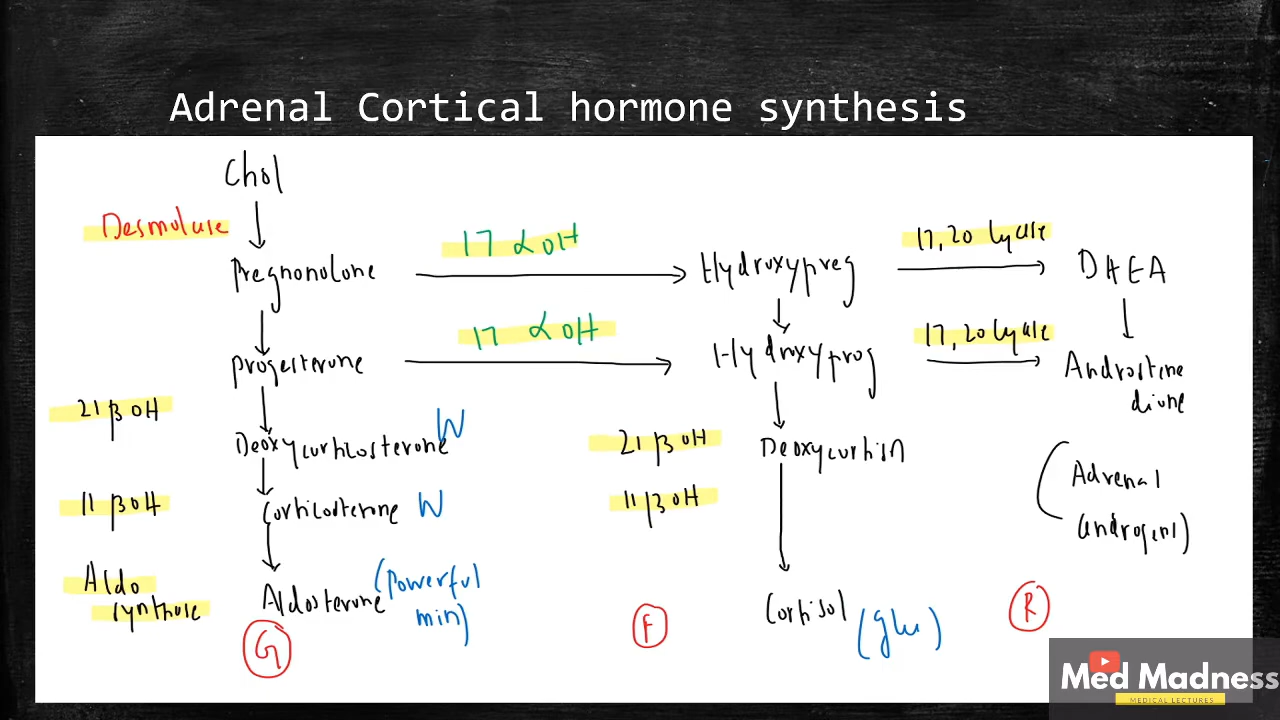 Adrenal Cortical hormone synthesis
Chol
Desmolase
17 α OH
17,20 lyase
Pregnonolone
Hydroxypreg
DHEA
17 α OH
17,20 lyase
Progesterone
Hydroxyprog
Androstene
dione
21 β OH
Deoxycorticosterone W
21 β OH
Deoxycortisol
Adrenal
(androgens)
11 β OH
Corticosterone W
11 β OH
Aldo
synthase
Aldosterone (powerful
min)
Cortisol (glu)
G
F
R
Med Madness
MEDICAL LECTURES